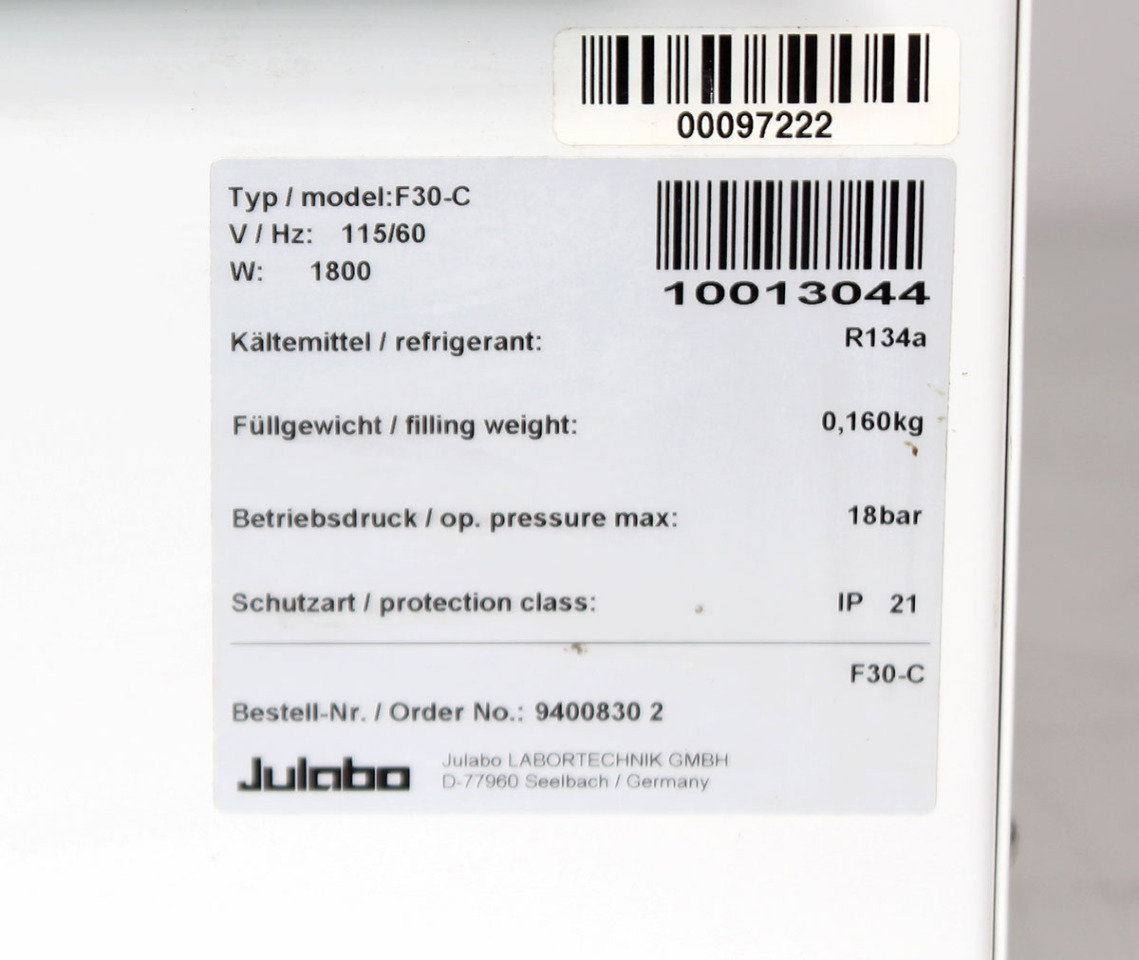 00097222
Typ / model:F30-C
V / Hz: 115/60
W: 1800
10013044
Kältemittel / refrigerant: R134a
Füllgewicht / filling weight: 0,160kg
Betriebsdruck / op. pressure max: 18bar
Schutzart / protection class: IP 21
F30-C
Bestell-Nr. / Order No.: 9400830 2
Julabo
Julabo LABORTECHNIK GMBH
D-77960 Seelbach / Germany